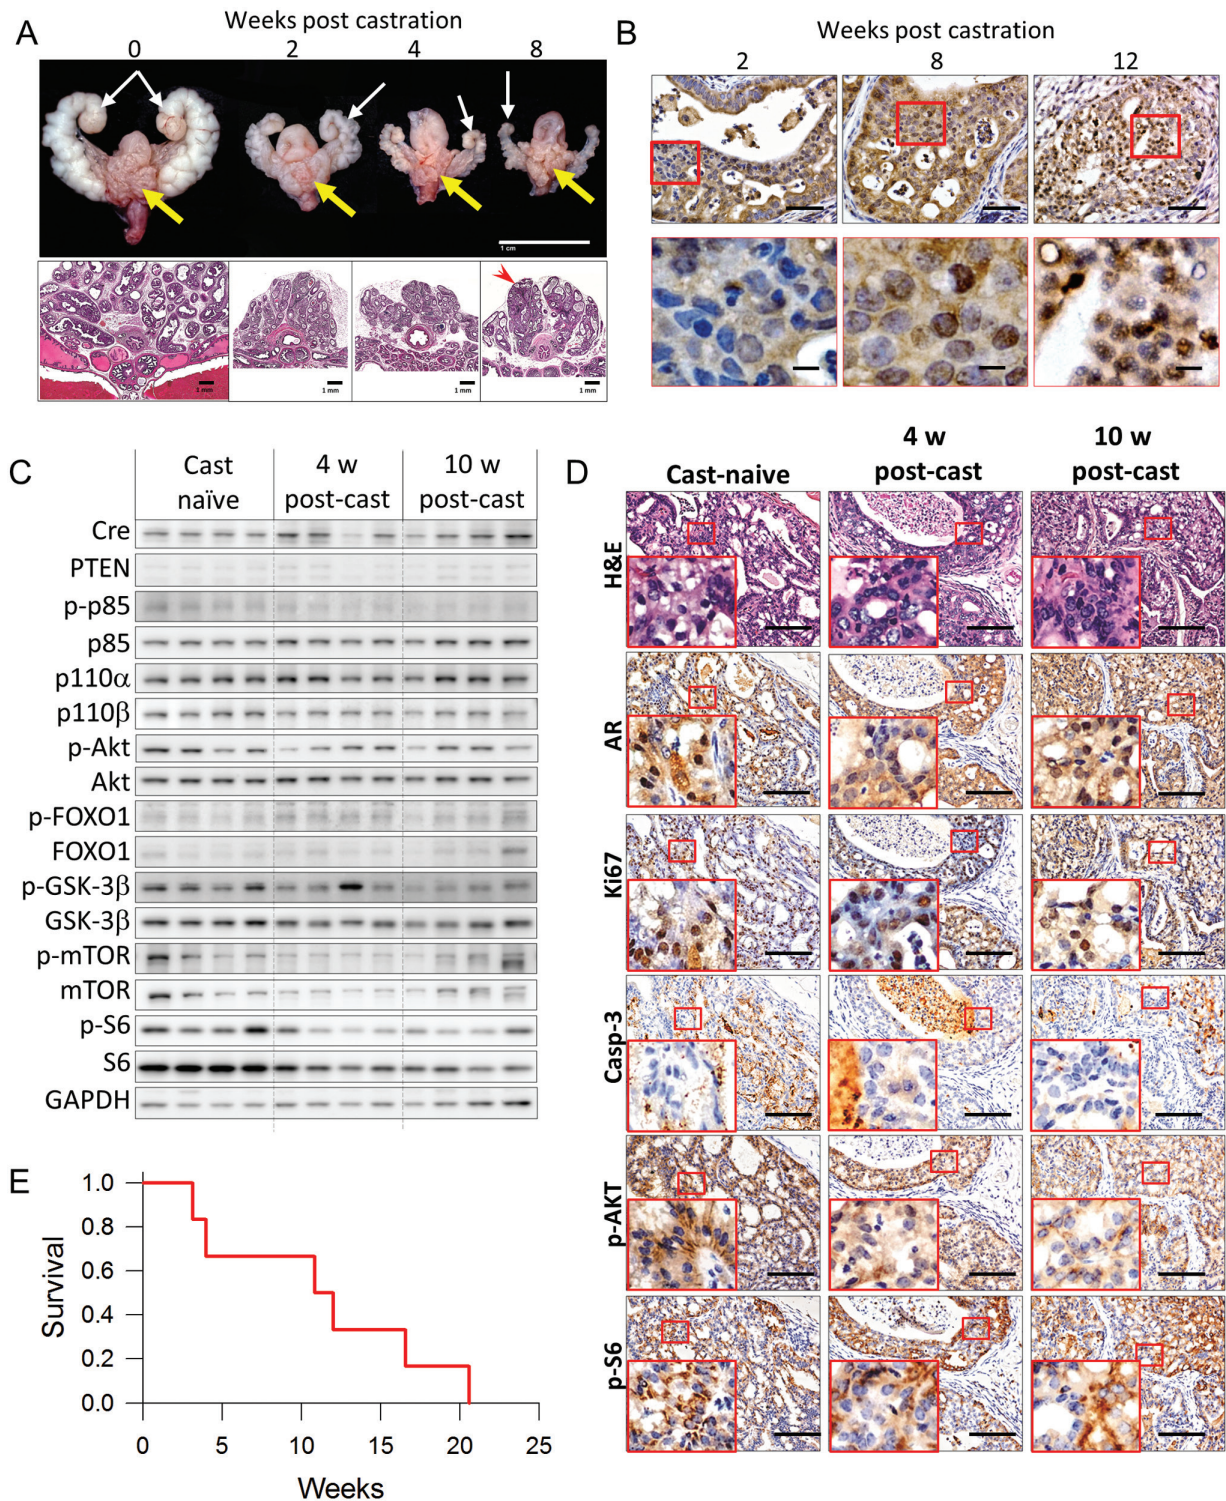 A
Weeks post castration
0 2 4 8
1 cm
1 mm 1 mm 1 mm 1 mm
B
Weeks post castration
2 8 12
C
Cast naïve
4 w post-cast
10 w post-cast
Cre
PTEN
p-p85
p85
p110α
p110β
p-Akt
Akt
p-FOXO1
FOXO1
p-GSK-3β
GSK-3β
p-mTOR
mTOR
p-S6
S6
GAPDH
D
Cast-naive
4 w post-cast
10 w post-cast
H&E
AR
Ki67
Casp-3
p-AKT
p-S6
E
Survival
1.0
0.8
0.6
0.4
0.2
0.0
0 5 10 15 20 25
Weeks